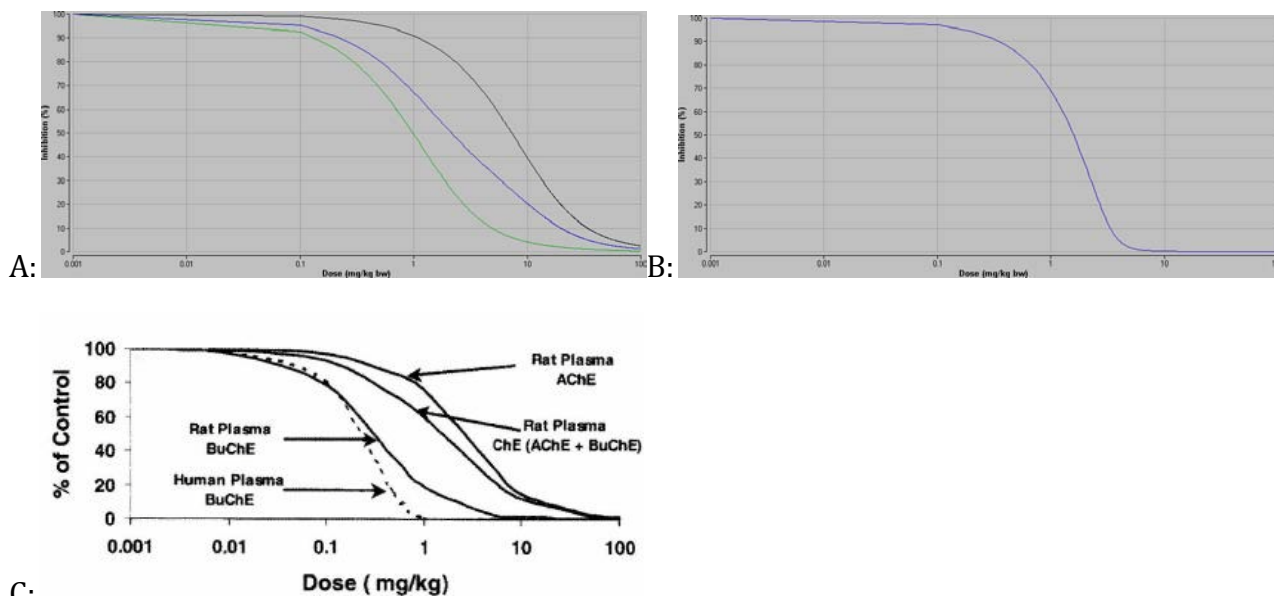 100
90
80
70
60
50
40
30
20
10
0
Inhibition (%)
0.001 0.01 0.1 1 10 100
Dose (mg/kg bw)
A:
100
90
80
70
60
50
40
30
20
10
0
Inhibition (%)
0.001 0.01 0.1 1 10
Dose (mg/kg bw)
B:
100
80
60
40
20
0
% of Control
Rat Plasma
AChE
Rat Plasma
ChE (AChE + BuChE)
Rat Plasma
BuChE
Human Plasma
BuChE
0.001 0.01 0.1 1 10 100
Dose ( mg/kg)
C: